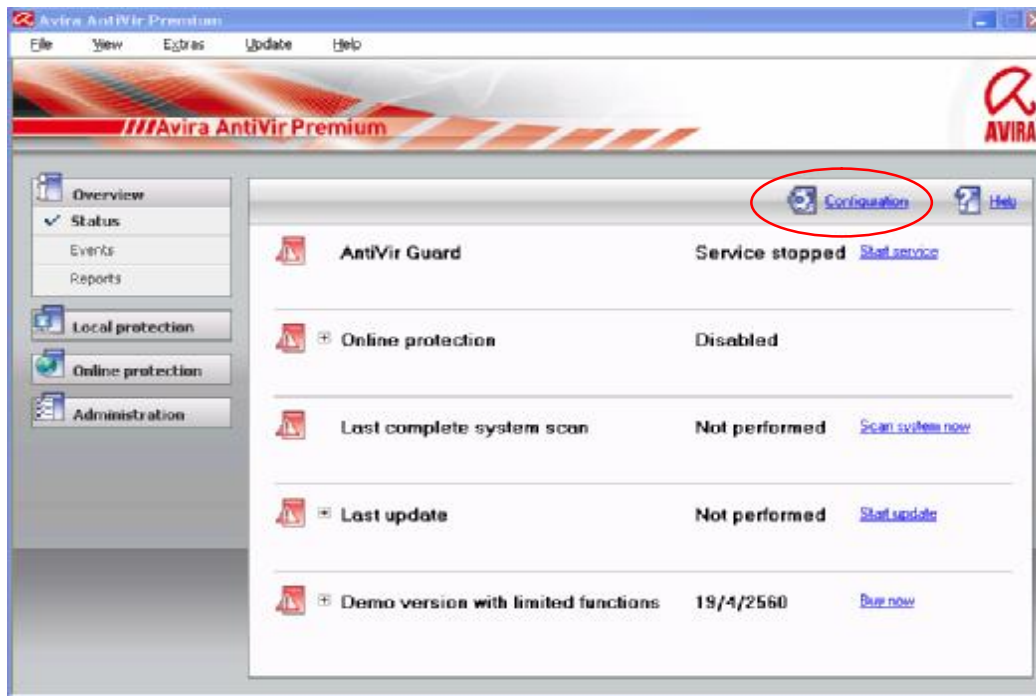 Avira AntiVir Premium
File View Extras Update Help
Avira AntiVir Premium
AVIRA
Overview
Status
Events
Reports
Local protection
Online protection
Administration
Configuration Help
AntiVir Guard Service stopped Start service
Online protection Disabled
Last complete system scan Not performed Scan system now
Last update Not performed Start update
Demo version with limited functions 19/4/2560 Buy now